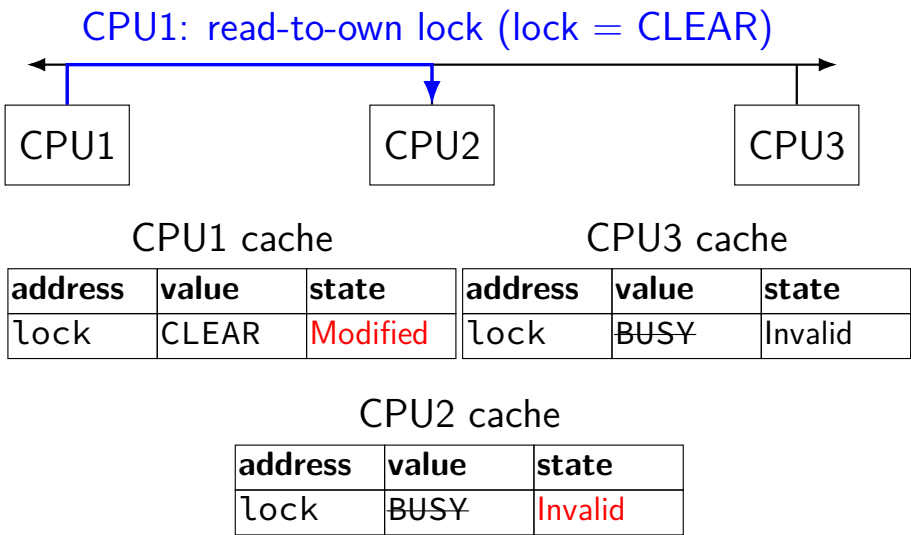 CPU1: read-to-own lock (lock = CLEAR)
CPU1 CPU2 CPU3
CPU1 cache
address value state
lock CLEAR Modified
CPU3 cache
address value state
lock BUSY Invalid
CPU2 cache
address value state
lock BUSY Invalid